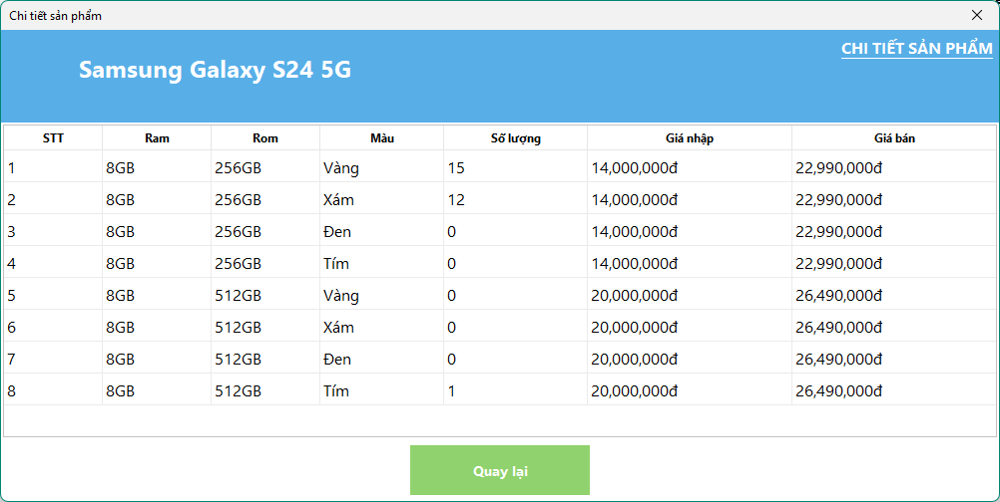 Chi tiết sản phẩm
CHI TIẾT SẢN PHẨM
Samsung Galaxy S24 5G
STT Ram Rom Màu Số lượng Giá nhập Giá bán
1 8GB 256GB Vàng 15 14,000,000đ 22,990,000đ
2 8GB 256GB Xám 12 14,000,000đ 22,990,000đ
3 8GB 256GB Đen 0 14,000,000đ 22,990,000đ
4 8GB 256GB Tím 0 14,000,000đ 22,990,000đ
5 8GB 512GB Vàng 0 20,000,000đ 26,490,000đ
6 8GB 512GB Xám 0 20,000,000đ 26,490,000đ
7 8GB 512GB Đen 0 20,000,000đ 26,490,000đ
8 8GB 512GB Tím 1 20,000,000đ 26,490,000đ
Quay lại